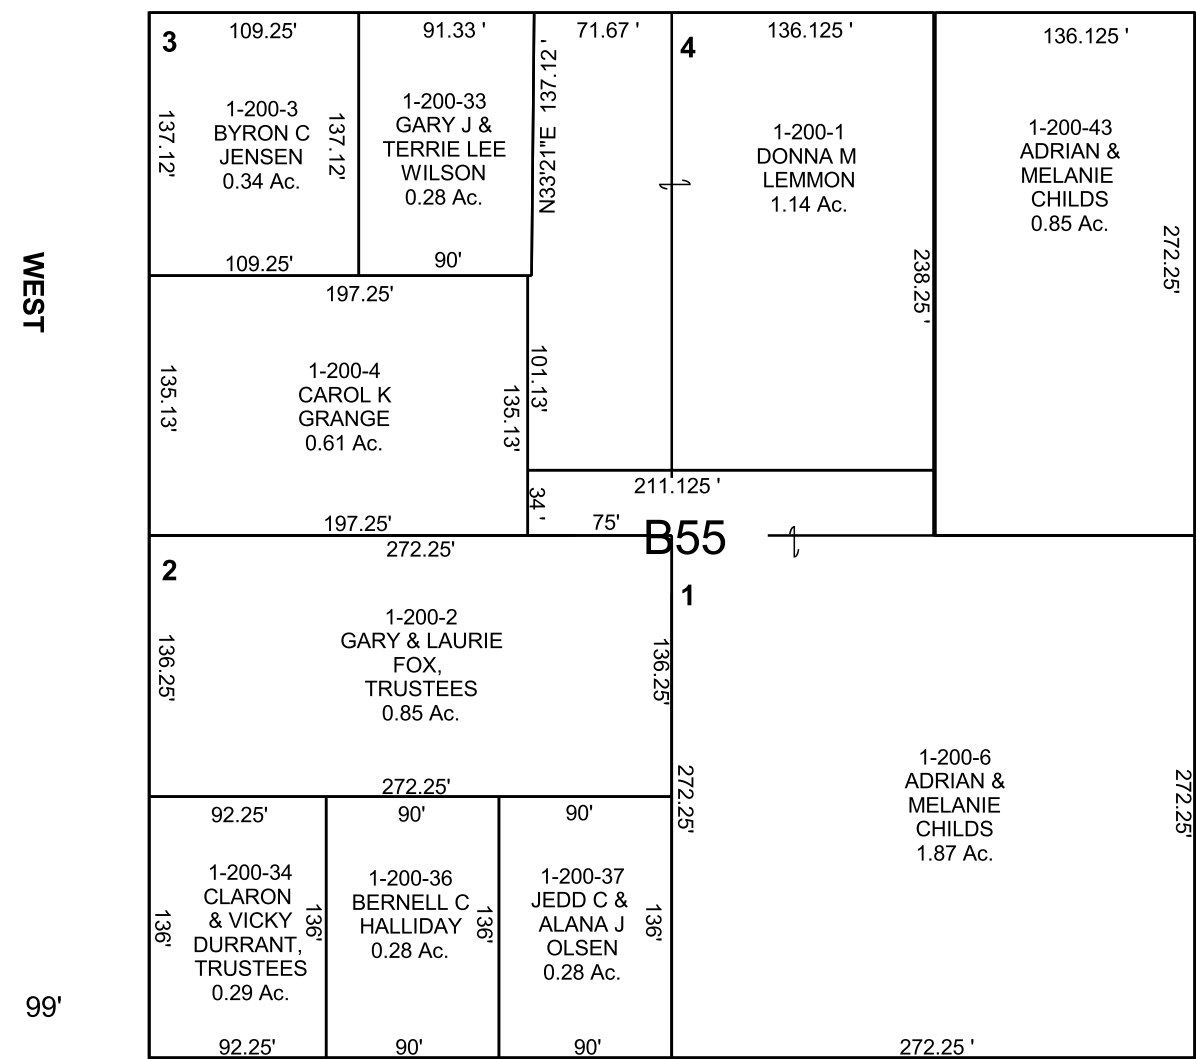 3
109.25'
91.33 '
71.67 '
4
136.125 '
136.125 '
137.12'
1-200-3
BYRON C
JENSEN
0.34 Ac.
137.12'
1-200-33
GARY J &
TERRIE LEE
WILSON
0.28 Ac.
N33'21"E 137.12 '
1-200-1
DONNA M
LEMMON
1.14 Ac.
1-200-43
ADRIAN &
MELANIE
CHILDS
0.85 Ac.
272.25'
238.25 '
109.25'
90'
WEST
197.25'
135.13'
1-200-4
CAROL K
GRANGE
0.61 Ac.
135.13'
101.13'
197.25'
34 '
211.125 '
75'
B55
272.25'
2
1
136.25'
1-200-2
GARY & LAURIE
FOX,
TRUSTEES
0.85 Ac.
136.25'
272.25'
272.25'
1-200-6
ADRIAN &
MELANIE
CHILDS
1.87 Ac.
272.25'
92.25'
90'
90'
136'
1-200-34
CLARON
& VICKY
DURRANT,
TRUSTEES
0.29 Ac.
136'
1-200-36
BERNELL C
HALLIDAY
0.28 Ac.
136'
1-200-37
JEDD C &
ALANA J
OLSEN
0.28 Ac.
136'
99'
92.25'
90'
90'
272.25 '